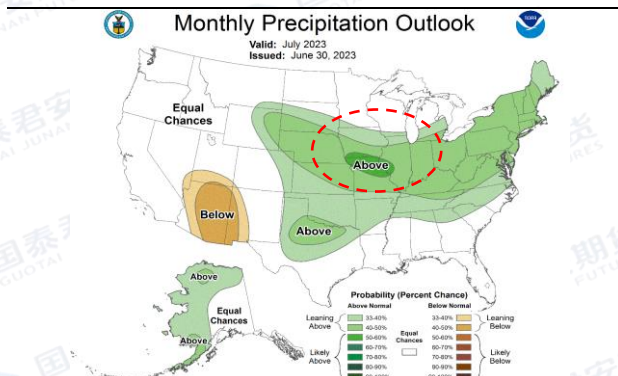 Monthly Precipitation Outlook
Valid: July 2023
Issued: June 30, 2023
Equal
Chances
Above
Below
Above
Above
Equal
Chances
Above
Probability (Percent Chance)
Above Normal
Below Normal
Leaning
Above
33-40%
40-50%
50-60%
Likely
Above
60-70%
70-80%
80-90%
Equal
Chances
33-40%
40-50%
50-60%
Leaning
Below
60-70%
70-80%
80-90%
Likely
Below